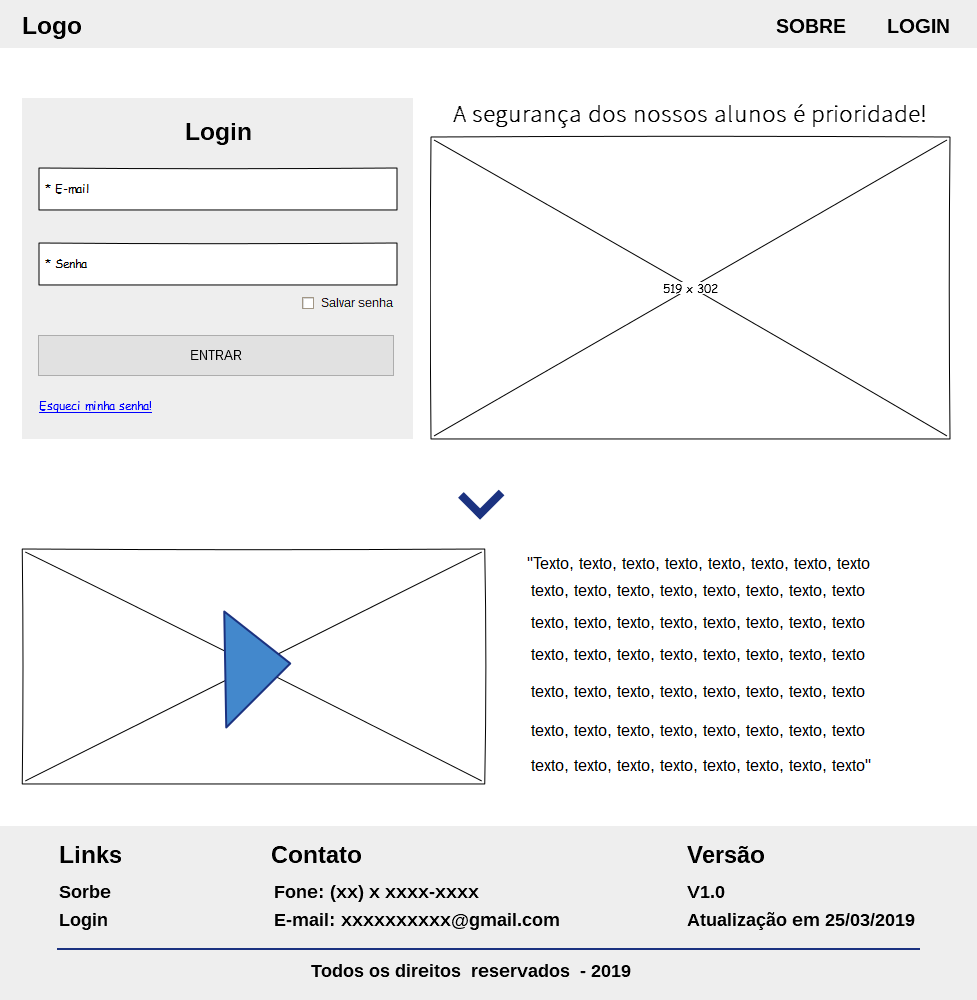 Logo
SOBRE LOGIN
Login
* E-mail
* Senha
Salvar senha
ENTRAR
Esqueci minha senha!
A segurança dos nossos alunos é prioridade!
519 x 302
"Texto, texto, texto, texto, texto, texto, texto, texto
texto, texto, texto, texto, texto, texto, texto, texto
texto, texto, texto, texto, texto, texto, texto, texto
texto, texto, texto, texto, texto, texto, texto, texto
texto, texto, texto, texto, texto, texto, texto, texto
texto, texto, texto, texto, texto, texto, texto, texto
texto, texto, texto, texto, texto, texto, texto, texto"
Links
Sorbe
Login
Contato
Fone: (xx) x xxxx-xxxx
E-mail: xxxxxxxxxx@gmail.com
Versão
V1.0
Atualização em 25/03/2019
Todos os direitos reservados - 2019